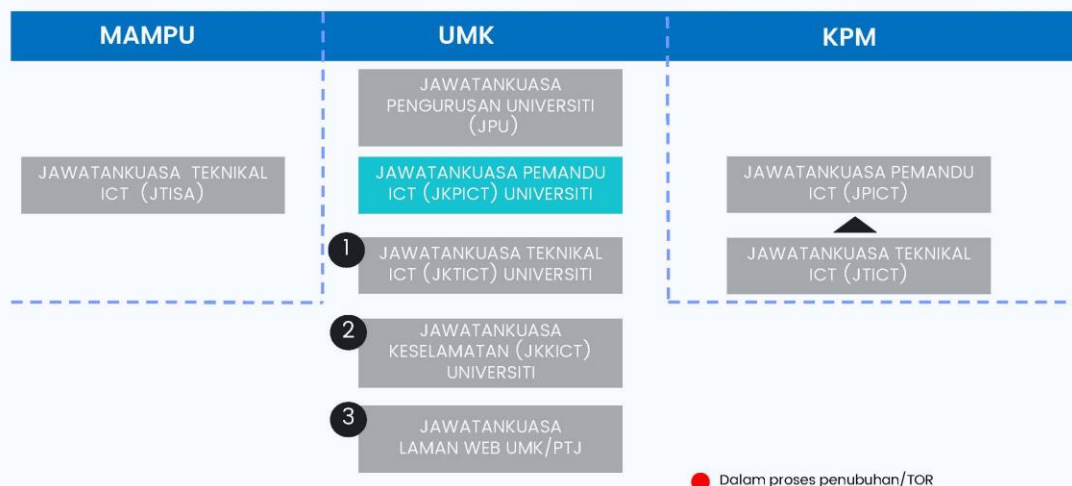 MAMPU
UMK
KPM
JAWATANKUASA
PENGURUSAN UNIVERSITI
(JPU)
JAWATANKUASA TEKNIKAL
ICT (JTISA)
JAWATANKUASA PEMANDU
ICT (JKPICT) UNIVERSITI
JAWATANKUASA PEMANDU
ICT (JPICT)
1
JAWATANKUASA TEKNIKAL
ICT (JKTICT) UNIVERSITI
JAWATANKUASA TEKNIKAL
ICT (JTICT)
2
JAWATANKUASA
KESELAMATAN (JKKICT)
UNIVERSITI
3
JAWATANKUASA
LAMAN WEB UMK/PTJ
Dalam proses penubuhan/TOR